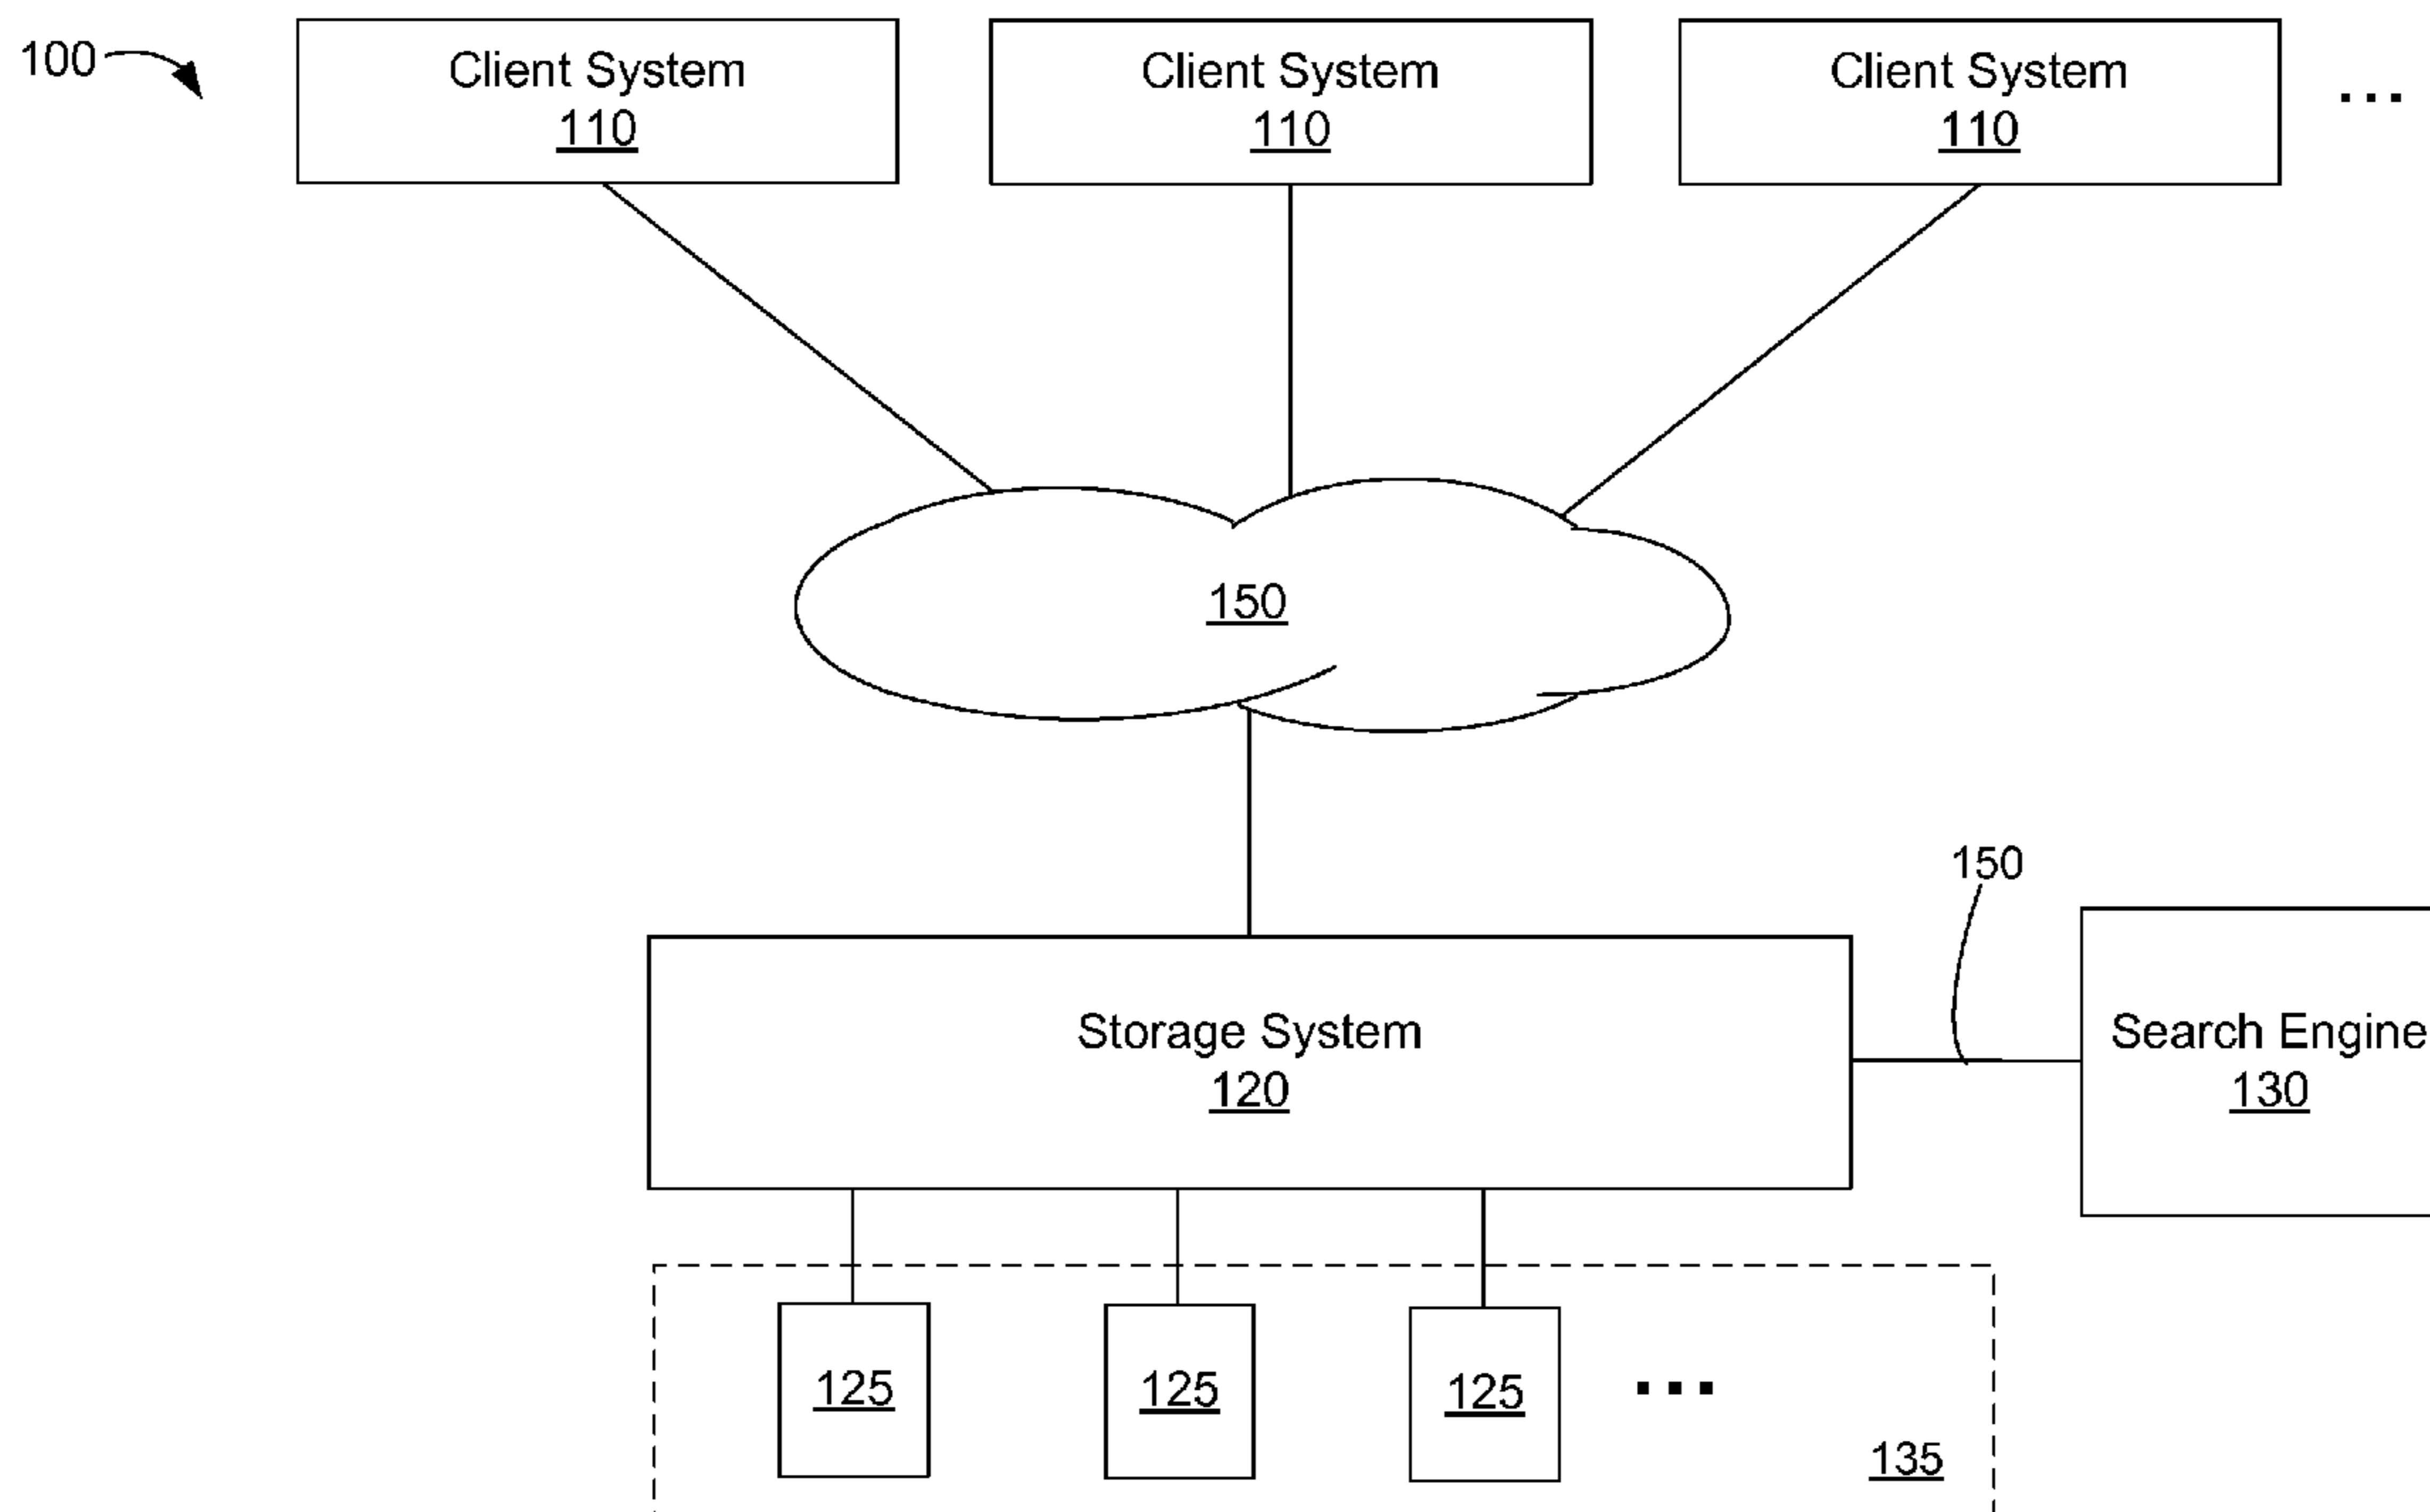 100
Client System
110
Client System
110
Client System
110
...
150
150
Storage System
120
Search Engine
130
125
125
125
...
135